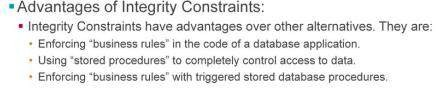 Advantages of Integrity Constraints:
Integrity Constraints have advantages over other alternatives. They are:
Enforcing “business rules” in the code of a database application.
Using “stored procedures” to completely control access to data.
Enforcing “business rules” with triggered stored database procedures.